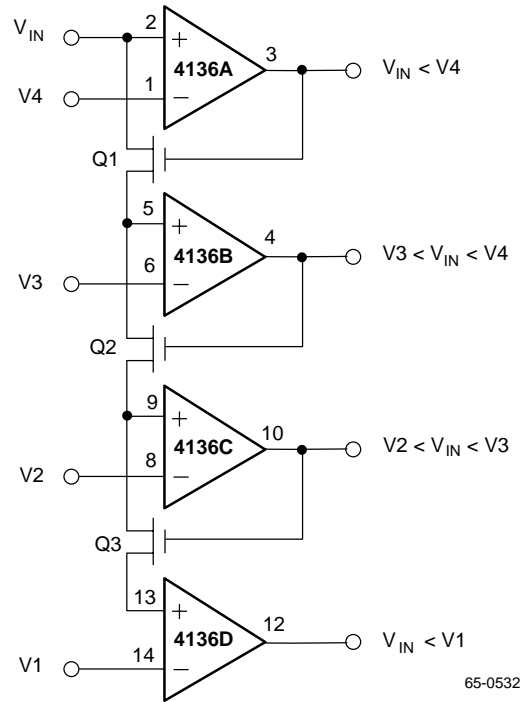 V_IN
2
+
4136A
3
V_IN < V4
V4
1
−
Q1
5
+
4136B
4
V3 < V_IN < V4
V3
6
−
Q2
9
+
4136C
10
V2 < V_IN < V3
V2
8
−
Q3
13
+
4136D
12
V_IN < V1
V1
14
−
65-0532